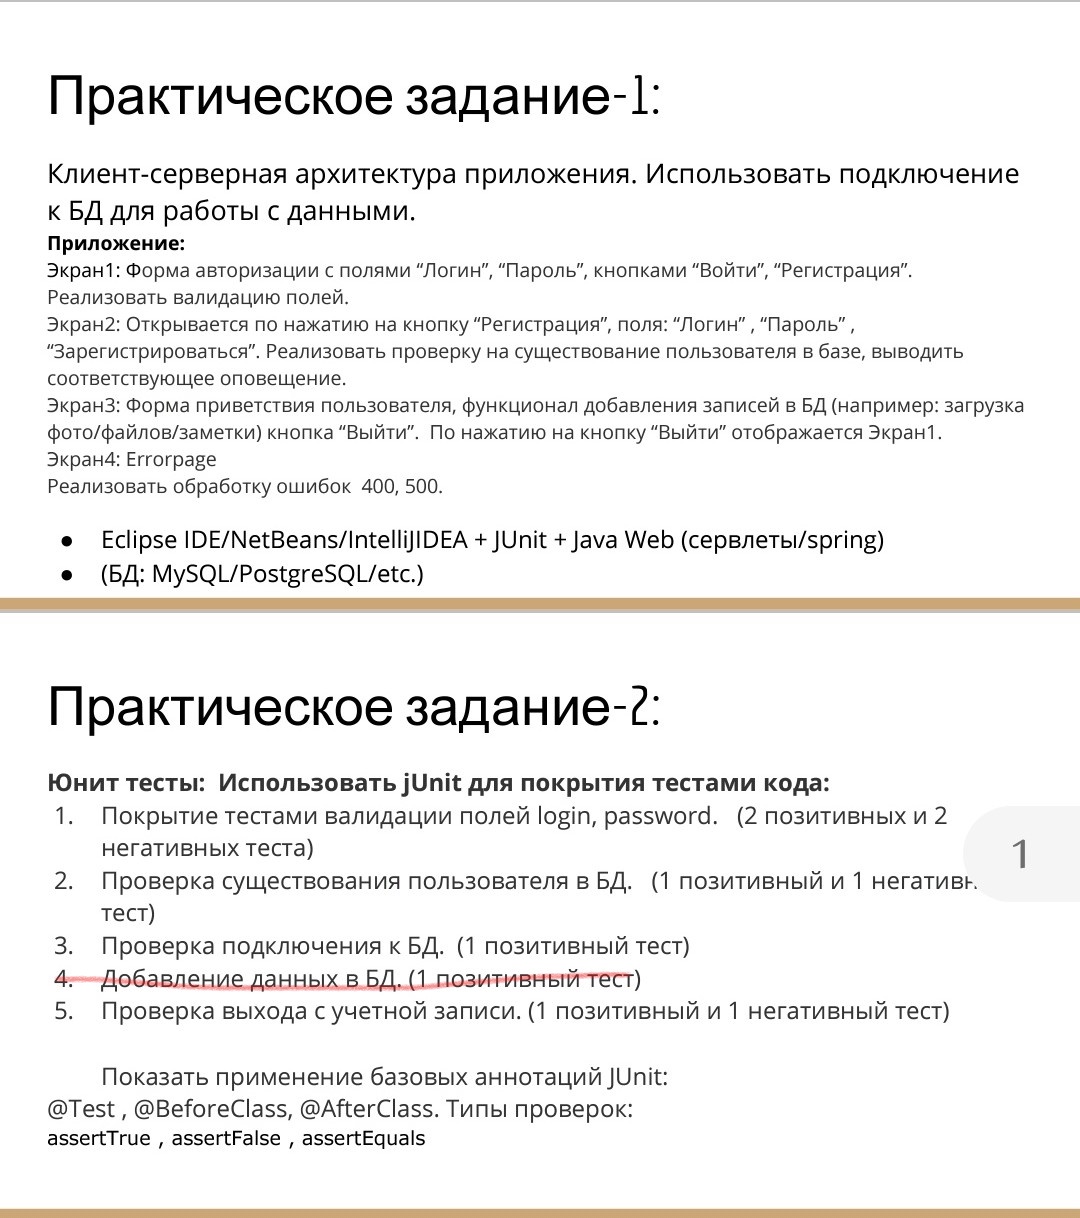 Практическое задание-1:
Клиент-серверная архитектура приложения. Использовать подключение
к БД для работы с данными.
Приложение:
Экран1: Форма авторизации с полями “Логин”, “Пароль”, кнопками “Войти”, “Регистрация”.
Реализовать валидацию полей.
Экран2: Открывается по нажатию на кнопку “Регистрация”, поля: “Логин” , “Пароль” ,
“Зарегистрироваться”. Реализовать проверку на существование пользователя в базе, выводить
соответствующее оповещение.
Экран3: Форма приветствия пользователя, функционал добавления записей в БД (например: загрузка
фото/файлов/заметки) кнопка “Выйти”.  По нажатию на кнопку “Выйти” отображается Экран1.
Экран4: Errorpage
Реализовать обработку ошибок  400, 500.
● Eclipse IDE/NetBeans/IntelliJIDEA + JUnit + Java Web (сервлеты/spring)
● (БД: MySQL/PostgreSQL/etc.)
Практическое задание-2:
Юнит тесты:  Использовать jUnit для покрытия тестами кода:
1. Покрытие тестами валидации полей login, password.   (2 позитивных и 2
негативных теста)
1
2. Проверка существования пользователя в БД.   (1 позитивный и 1
тест)
3. Проверка подключения к БД.  (1 позитивный тест)
4. Добавление данных в БД. (1 позитивный тест)
5. Проверка выхода с учетной записи. (1 позитивный и 1 негативный тест)
Показать применение базовых аннотаций JUnit:
@Test , @BeforeClass, @AfterClass. Типы проверок:
assertTrue , assertFalse , assertEquals